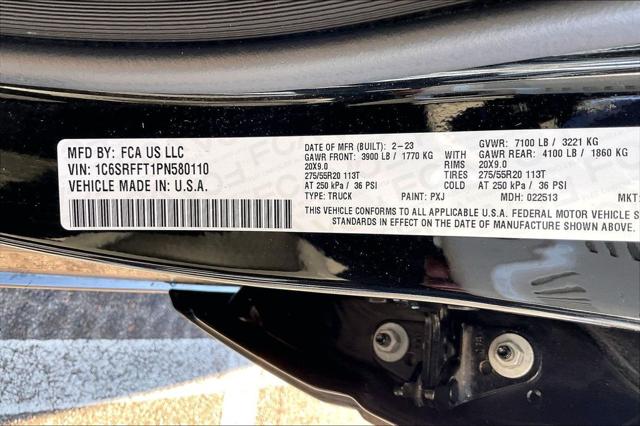 MFD BY: FCA US LLC
VIN: 1C6SRFFT1PN580110
VEHICLE MADE IN: U.S.A.
DATE OF MFR (BUILT): 2-23
GAWR FRONT: 3900 LB / 1770 KG
20X9.0
275/55R20 113T
AT 250 kPa / 36 PSI
TYPE: TRUCK
WITH
RIMS
TIRES
COLD
PAINT: PXJ
GVWR: 7100 LB / 3221 KG
GAWR REAR: 4100 LB / 1860 KG
20X9.0
275/55R20 113T
AT 250 kPa / 36 PSI
MDH: 022513
MKT:
THIS VEHICLE CONFORMS TO ALL APPLICABLE U.S.A. FEDERAL MOTOR VEHICLE S
STANDARDS IN EFFECT ON THE DATE OF MANUFACTURE SHOWN ABOVE.